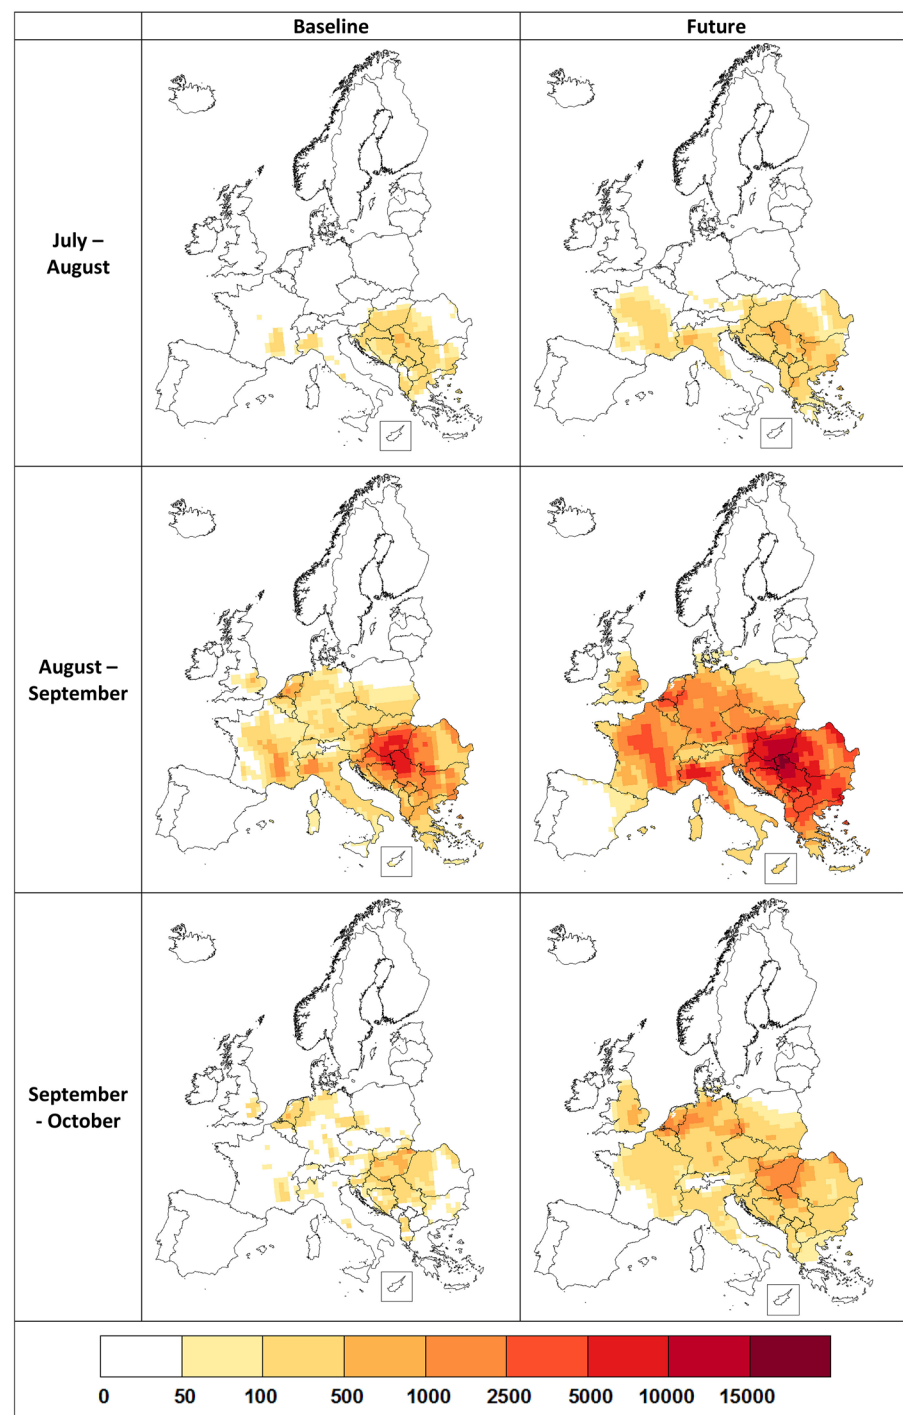 Baseline
Future
July –
August
August –
September
September
- October
0 50 100 500 1000 2500 5000 10000 15000